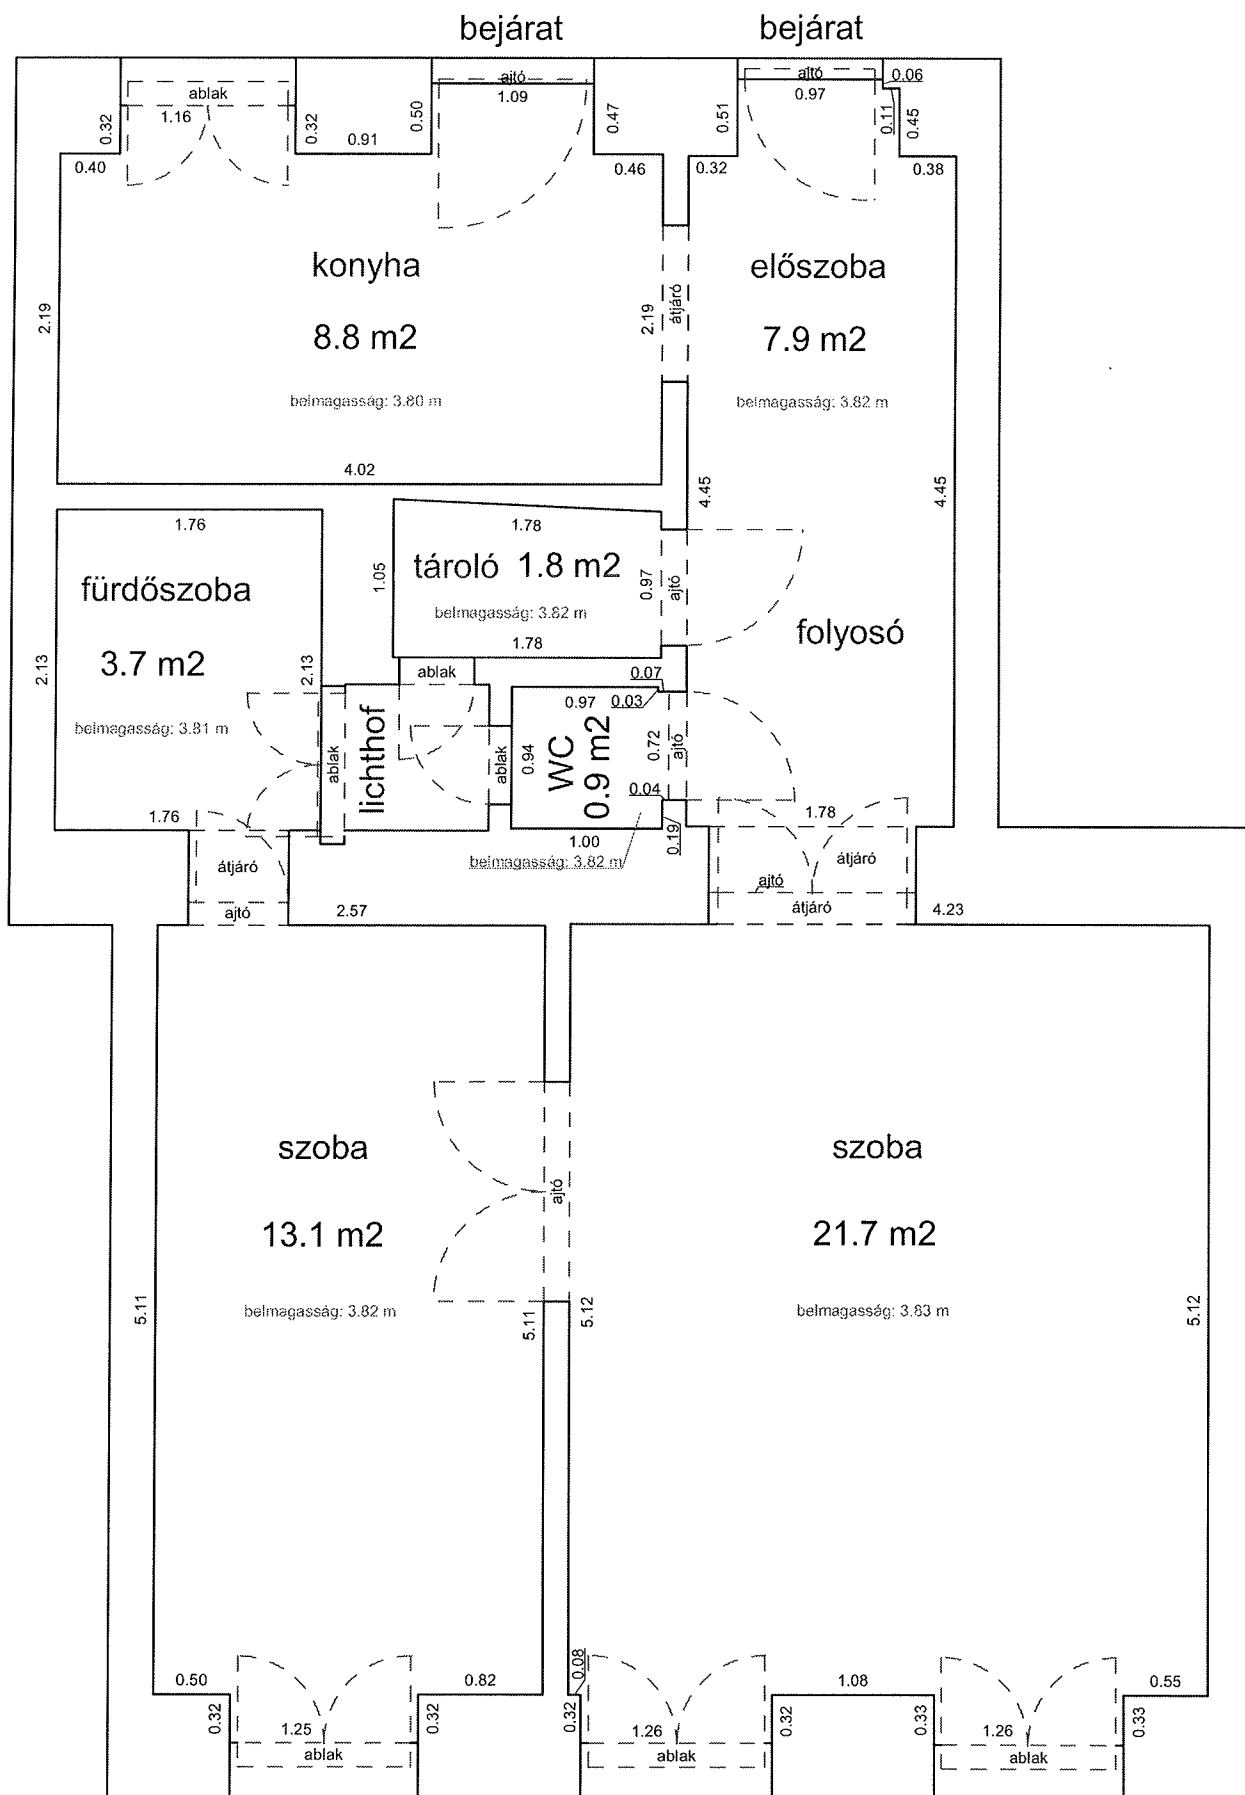 bejárat
bejárat
ablak
1.16
0.32
0.32
0.40
0.91
0.50
ajtó
1.09
0.47
0.46
0.51
0.32
ajtó
0.97
0.06
0.11
0.45
0.38
konyha
8.8 m2
belmagasság: 3.80 m
2.19
2.19
átjáró
4.02
előszoba
7.9 m2
belmagasság: 3.82 m
4.45
4.45
1.76
fürdőszoba
3.7 m2
belmagasság: 3.81 m
2.13
2.13
1.76
1.78
tároló 1.8 m2
belmagasság: 3.82 m
1.05
0.97
ajtó
1.78
folyosó
ablak
ablak
lichthof
ablak
0.07
0.03
0.97
0.94
WC
0.9 m2
0.72
ajtó
0.04
0.19
1.00
belmagasság: 3.82 m
1.78
átjáró
ajtó
átjáró
átjáró
ajtó
2.57
4.23
szoba
13.1 m2
belmagasság: 3.82 m
5.11
5.11
ajtó
5.12
szoba
21.7 m2
belmagasság: 3.83 m
5.12
0.50
0.32
1.25
ablak
0.32
0.82
0.08
0.32
1.26
ablak
0.32
1.08
0.33
1.26
ablak
0.33
0.55